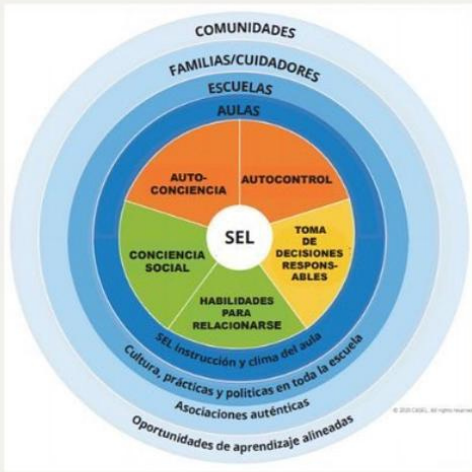 COMUNIDADES
FAMILIAS/CUIDADORES
ESCUELAS
AULAS
AUTO-
CONCIENCIA
AUTOCONTROL
SEL
CONCIENCIA
SOCIAL
TOMA
DE
DECISIONES
RESPONS-
ABLES
HABILIDADES
PARA
RELACIONARSE
SEL instrucción y clima del aula
Cultura, prácticas y políticas en toda la escuela
Asociaciones auténticas
Oportunidades de aprendizaje alineadas